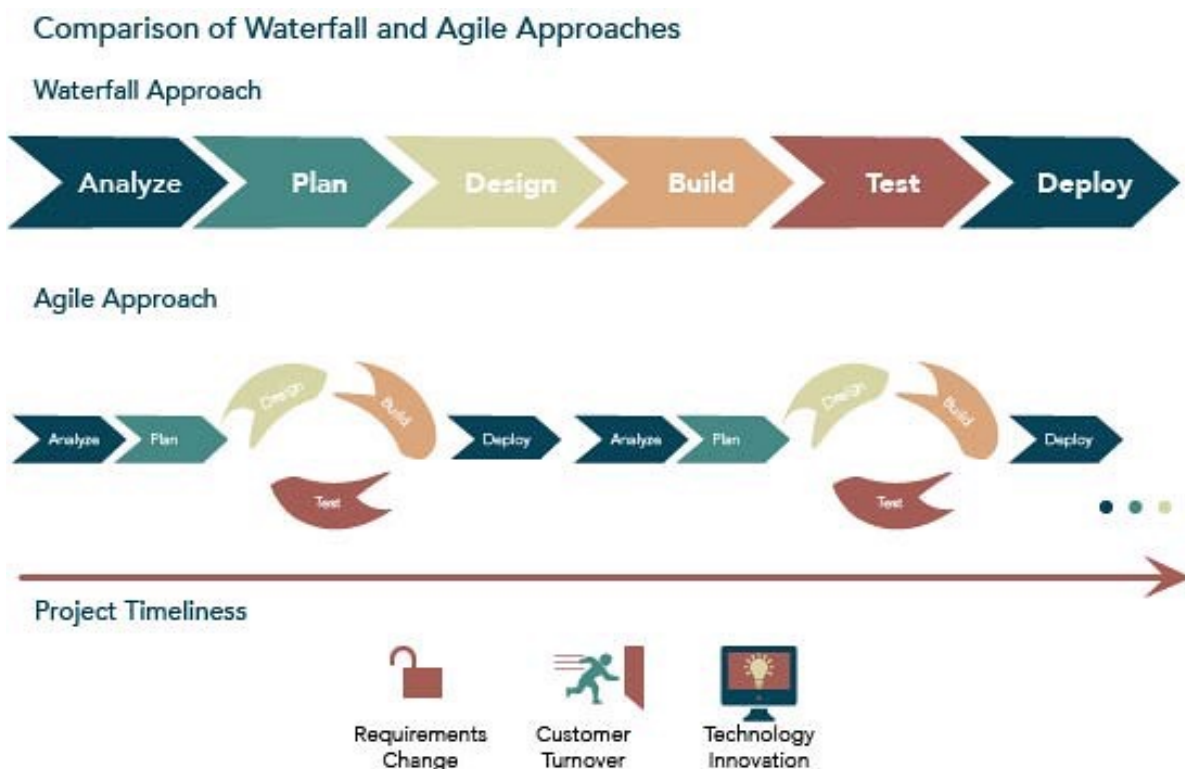 Comparison of Waterfall and Agile Approaches
Waterfall Approach
Analyze
Plan
Design
Build
Test
Deploy
Agile Approach
Analyze
Plan
Design
Build
Test
Deploy
Analyze
Plan
Design
Build
Test
Deploy
Project Timeliness
Requirements
Change
Customer
Turnover
Technology
Innovation